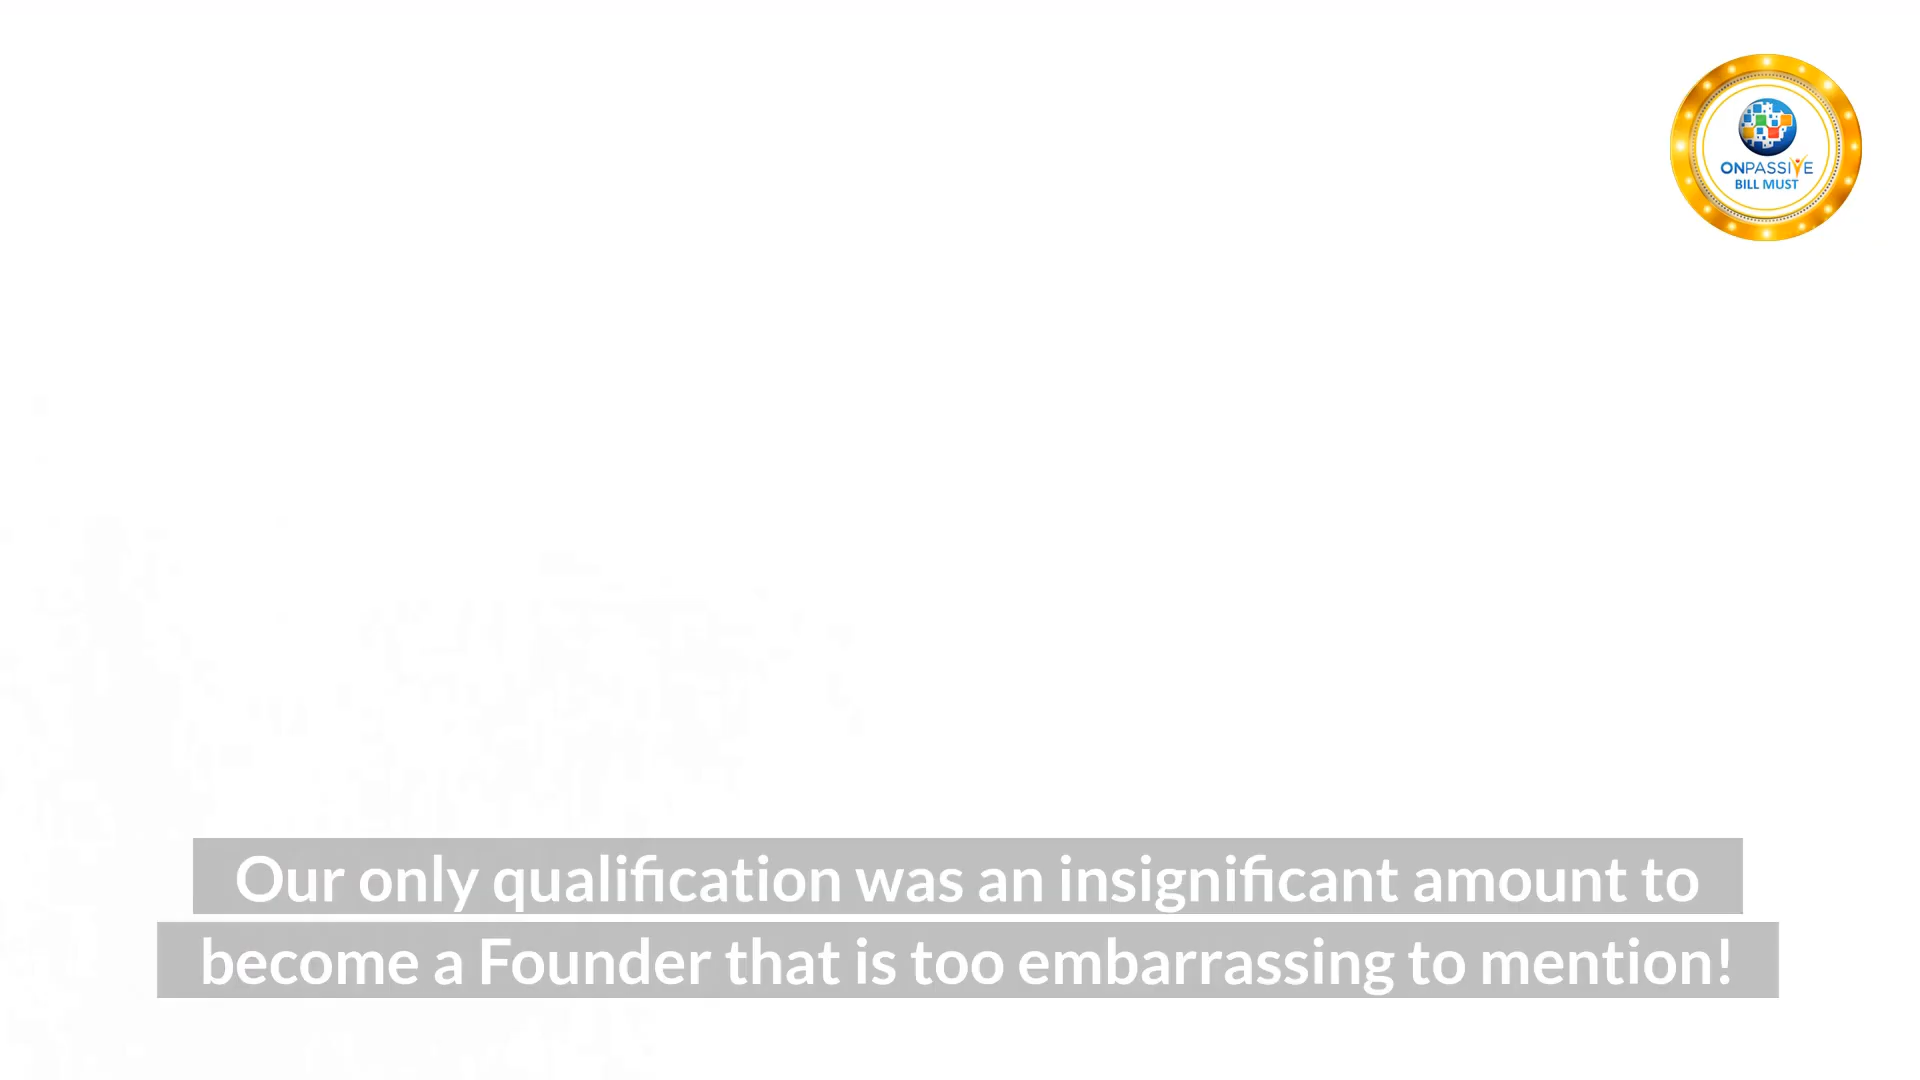 ONPASSIVE
BILL MUST
Our only qualification was an insignificant amount to
become a Founder that is too embarrassing to mention!